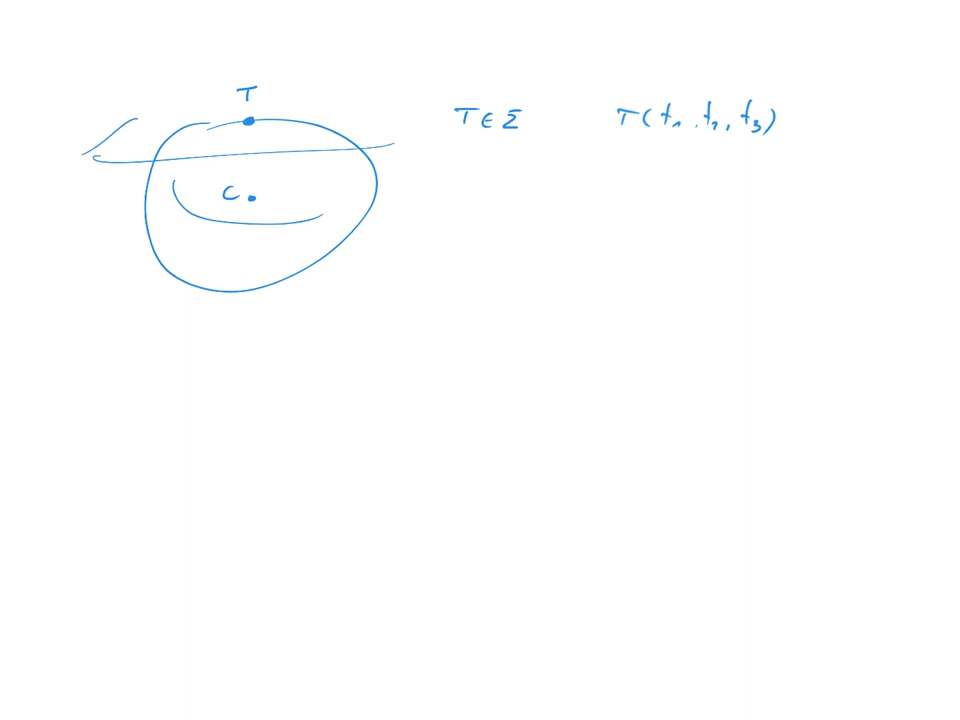 T
T ∈ Σ T(t₁, t₂, t₃)
C